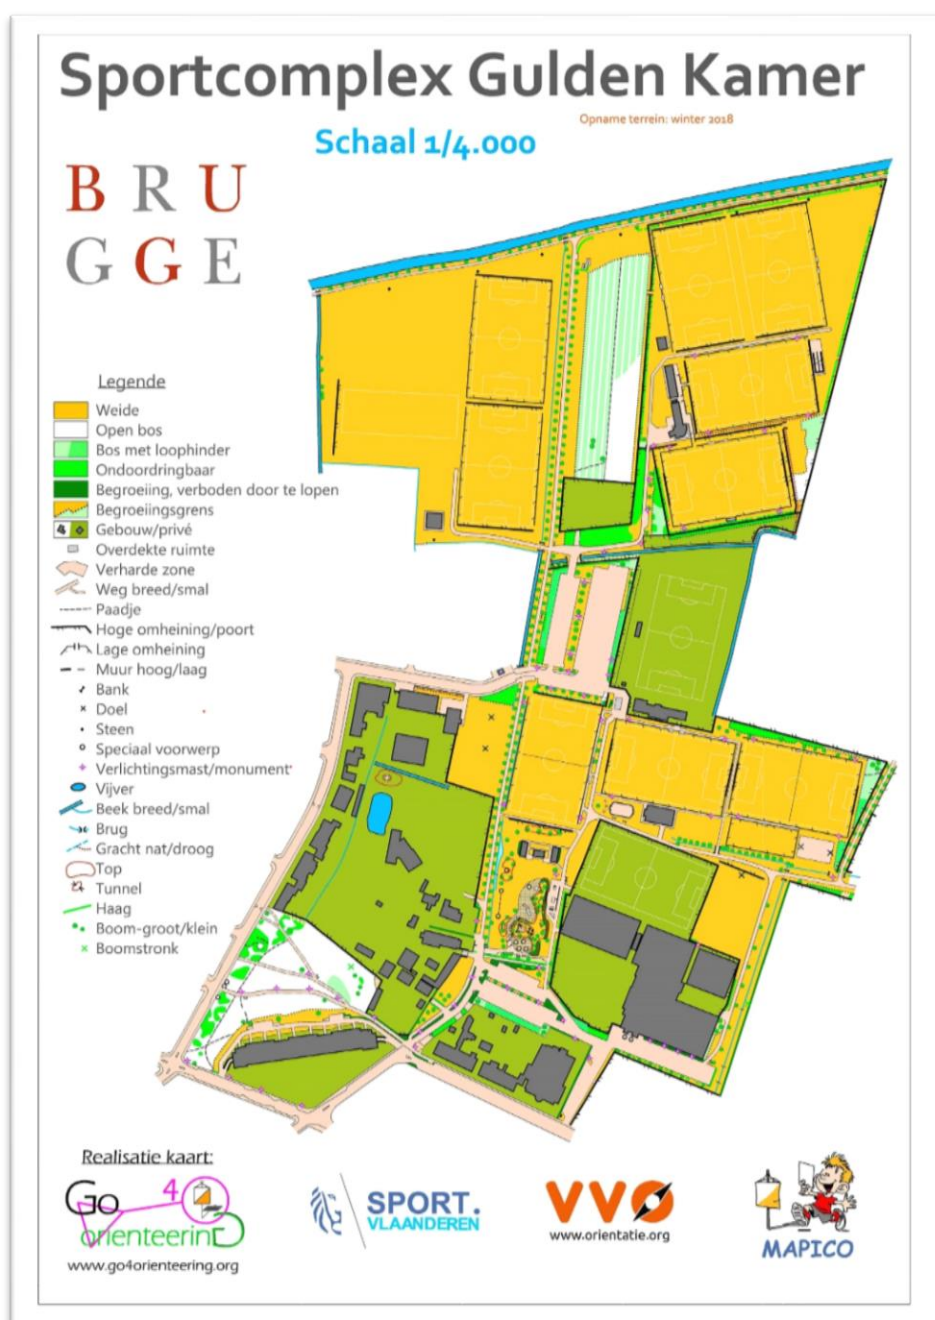 Sportcomplex Gulden Kamer
Opname terrein: winter 2018
Schaal 1/4.000
B R U
G G E
Legende
Weide
Open bos
Bos met loophinder
Ondoordringbaar
Begroeiing, verboden door te lopen
Begroeiingsgrens
4 Gebouw/privé
Overdekte ruimte
Verharde zone
Weg breed/smal
Paadje
Hoge omheining/poort
Lage omheining
Muur hoog/laag
Bank
Doel
Steen
Speciaal voorwerp
Verlichtingsmast/monument
Vijver
Beek breed/smal
Brug
Gracht nat/droog
Top
Tunnel
Haag
Boom-groot/klein
Boomstronk
Realisatie kaart:
Go 4
orienteering
www.go4orienteering.org
SPORT.
VLAANDEREN
VVO
www.orientatie.org
MAPICO